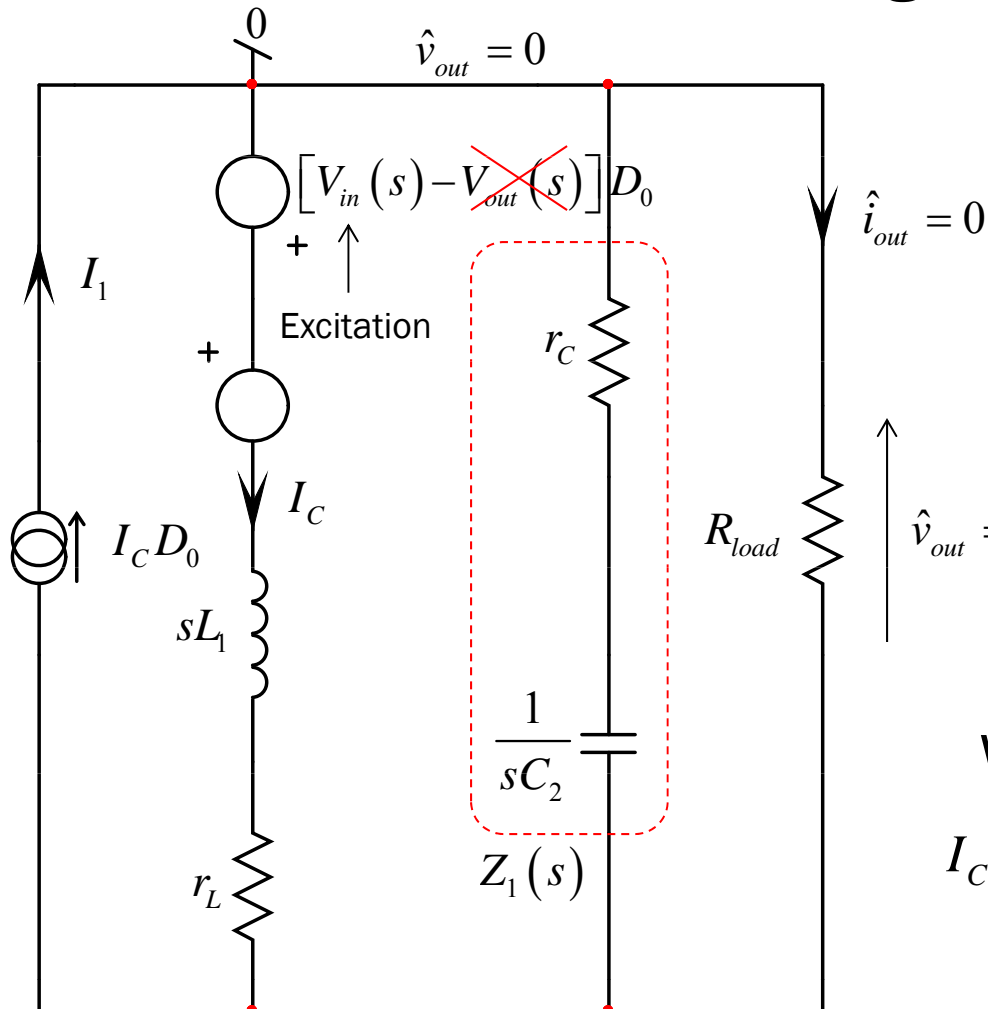 0
v̂_out = 0
[V_in (s) − V_out (s)] D_0
+
Excitation
I_1
+
î_out = 0
r_C
I_C
I_C D_0
R_load
v̂_out =
sL_1
1/sC_2
Z_1 (s)
r_L
I_C